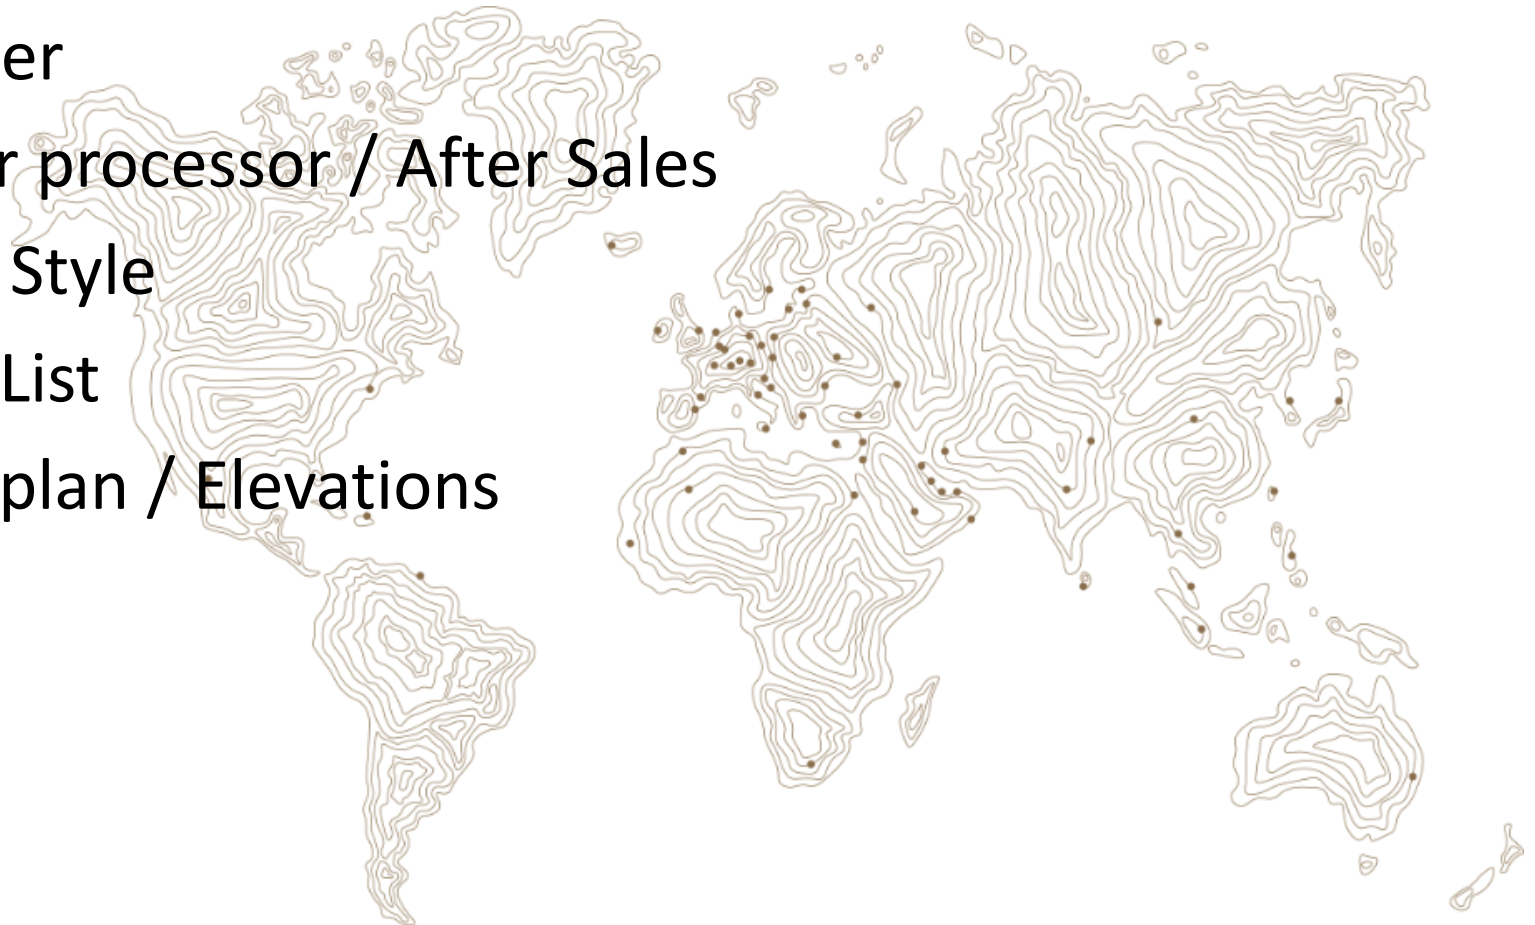 er
r processor / After Sales
Style
List
plan / Elevations